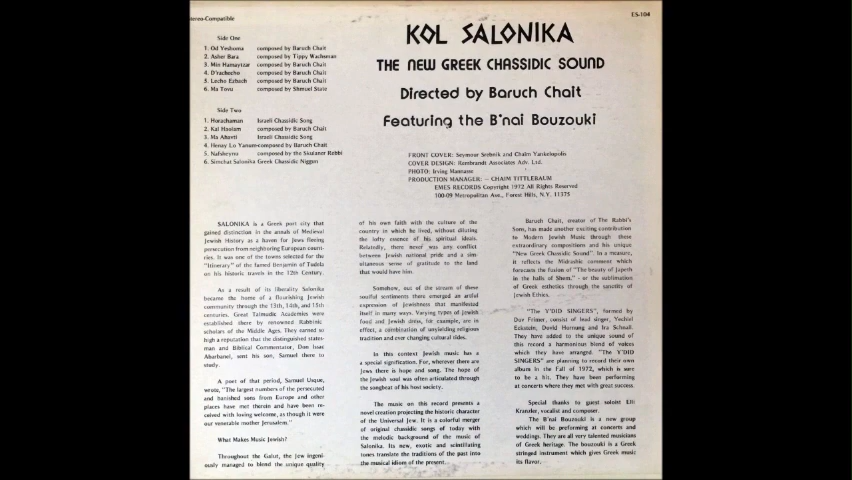 tereo-Compatible
ES-104
Side One
1. Od Yeshoma composed by Baruch Chait
2. Asher Bara composed by Tippy Wachsman
3. Min Hamaytzar composed by Baruch Chait
4. D'rachecho composed by Baruch Chait
5. Lecho Ezbach composed by Baruch Chait
6. Ma Tovu composed by Shmuel State
Side Two
1. Horachaman Israeli Chassidic Song
2. Kal Haolam composed by Baruch Chait
3. Ma Ahavti Israeli Chassidic Song
4. Henay Lo Yanum composed by Baruch Chait
5. Nafsheynu composed by the Skulaner Rebbi
6. Simchat Salonika Greek Chassidic Niggun
KOL SALONIKA
THE NEW GREEK CHASSIDIC SOUND
Directed by Baruch Chait
Featuring the B'nai Bouzouki
FRONT COVER: Seymour Srebnik and Chaim Yankelopolis
COVER DESIGN: Rembrandt Associates Adv. Ltd.
PHOTO: Irving Mannasse
PRODUCTION MANAGER: – CHAIM TITTLEBAUM
EMES RECORDS Copyright 1972 All Rights Reserved
100-09 Metropolitan Ave., Forest Hills, N.Y. 11375
SALONIKA is a Greek port city that
gained distinction in the annals of Medieval
Jewish History as a haven for Jews fleeing
persecution from neighboring European coun-
tries. It was one of the towns selected for the
"Itinerary" of the famed Benjamin of Tudela
on his historic travels in the 12th Century.
As a result of its liberality Salonika
became the home of a flourishing Jewish
community through the 13th, 14th, and 15th
centuries. Great Talmudic Academies were
established there by renowned Rabbinic
scholars of the Middle Ages. They earned so
high a reputation that the distinguished states-
man and Biblical Commentator, Don Isaac
Abarbanel, sent his son, Samuel there to
study.
A poet of that period, Samuel Usque,
wrote, "The largest numbers of the persecuted
and banished sons from Europe and other
places have met therein and have been re-
ceived with loving welcome, as though it were
our venerable mother Jerusalem."
What Makes Music Jewish?
Throughout the Galut, the Jew ingeni-
ously managed to blend the unique quality
of his own faith with the culture of the
country in which he lived, without diluting
the lofty essence of his spiritual ideals.
Relatedly, there never was any conflict
between Jewish national pride and a sim-
ultaneous sense of gratitude to the land
that would have him.
Somehow, out of the stream of these
soulful sentiments there emerged an artful
expression of Jewishness that manifested
itself in many ways. Varying types of Jewish
food and Jewish dress, for example, are in
effect, a combination of unyielding religious
tradition and ever changing cultural tides.
In this context Jewish music has a
a special signification. For, wherever there are
Jews there is hope and song. The hope of
the Jewish soul was often articulated through
the songbeat of his host society.
The music on this record presents a
novel creation projecting the historic character
of the Universal Jew. It is a colorful merger
of original chassidic songs of today with
the melodic background of the music of
Salonika. Its new, exotic and scintillating
tones translate the traditions of the past into
the musical idiom of the present.
Baruch Chait, creator of The Rabbi's
Sons, has made another exciting contribution
to Modern Jewish Music through these
extraordinary compositions and his unique
"New Greek Chassidic Sound". In a measure,
it reflects the Midrashic comment which
forecasts the fusion of "The beauty of Japeth
in the halls of Shem." – or the sublimation
of Greek esthetics through the sanctity of
Jewish Ethics.
"The Y'DID SINGERS", formed by
Dov Frimer, consist of lead singer, Yechiel
Eckstein, David Hornung and Ira Schnall.
They have added to the unique sound of
this record a harmonious blend of voices
which they have arranged. "The Y'DID
SINGERS" are planning to record their own
album in the Fall of 1972, which is sure
to be a hit. They have been performing
at concerts where they met with great success.
Special thanks to guest soloist Elli
Kranzler, vocalist and composer.
The B'nai Bouzouki is a new group
which will be performing at concerts and
weddings. They are all very talented musicians
of Greek heritage. The bouzouki is a Greek
stringed instrument which gives Greek music
its flavor.